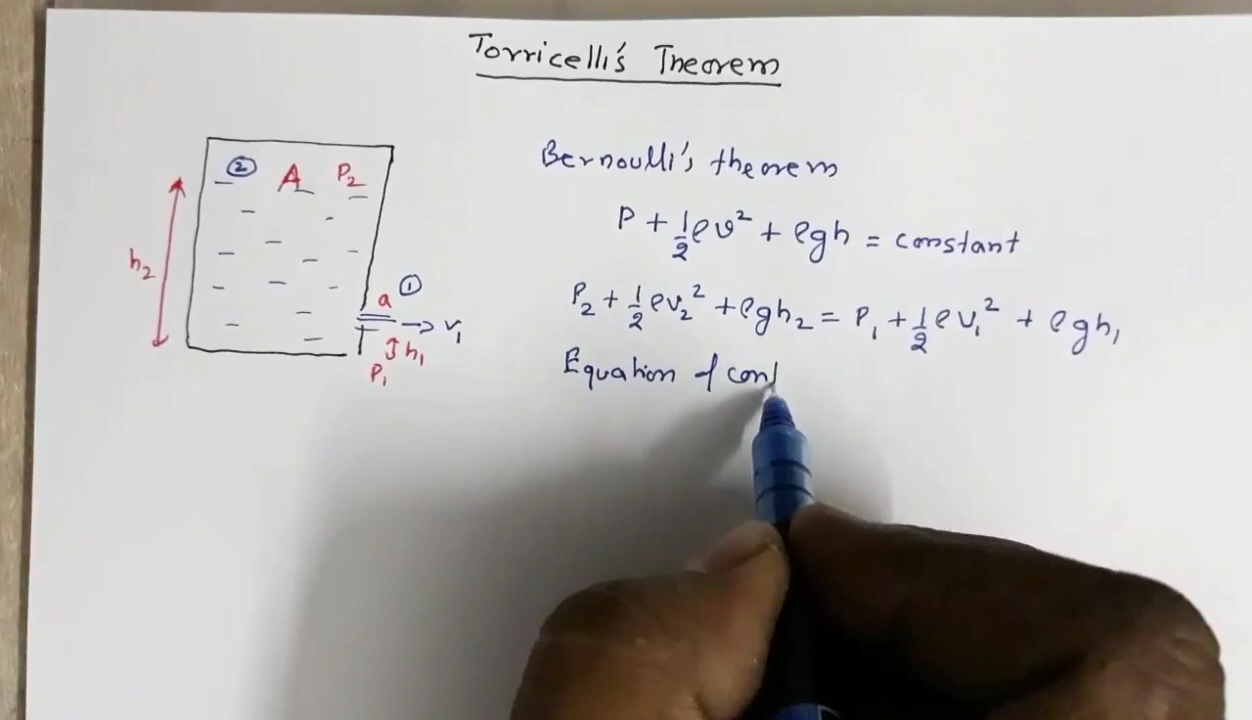 Torricelli's Theorem
② A P₂
h₂
a ①
v₁
h₁
P₁
Bernoulli's theorem
P + ½ρv² + ρgh = constant
P₂ + ½ρv₂² + ρgh₂ = P₁ + ½ρv₁² + ρgh₁
Equation of con